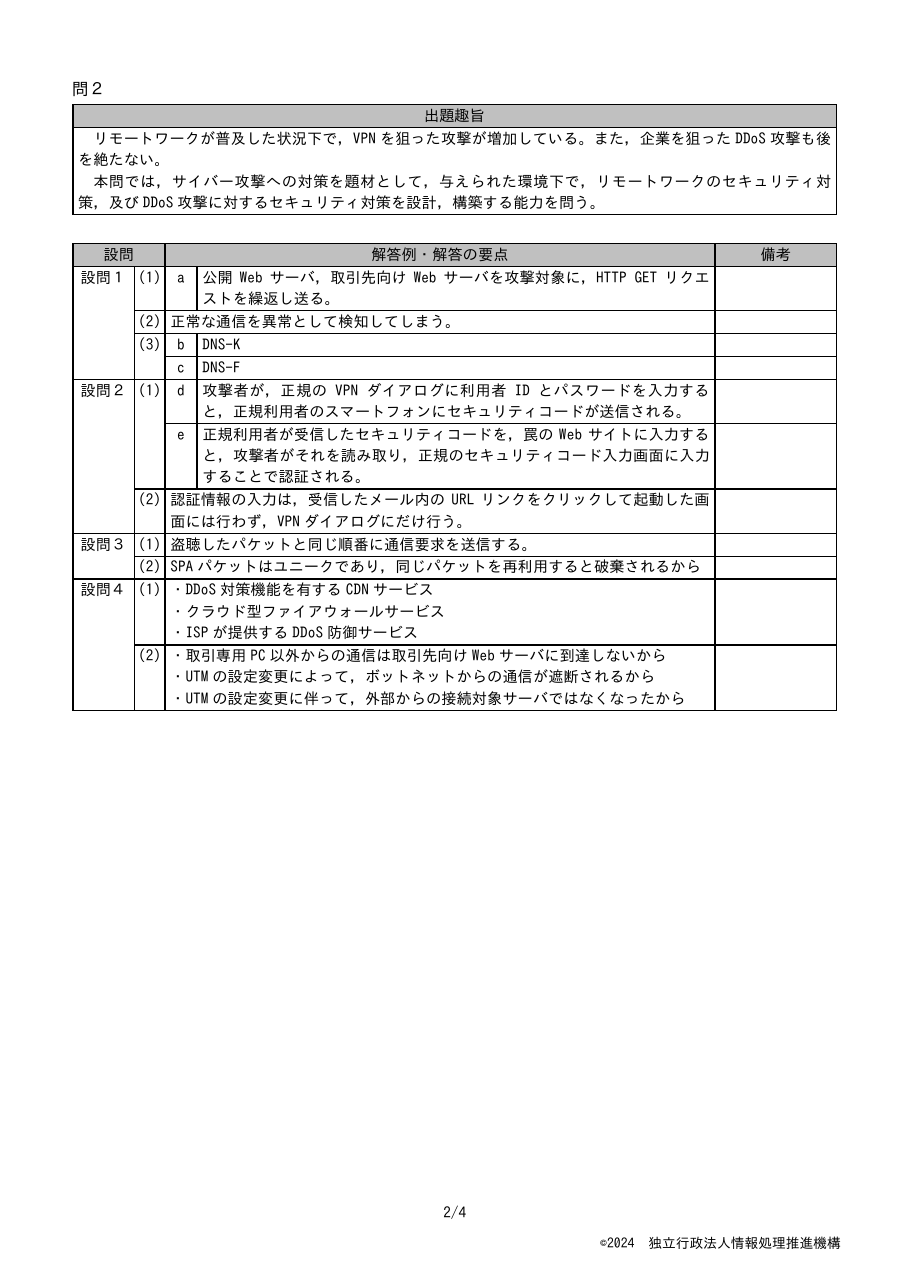 問２
出題趣旨
リモートワークが普及した状況下で，VPN を狙った攻撃が増加している。また，企業を狙った DDoS 攻撃も後
を絶たない。
本問では，サイバー攻撃への対策を題材として，与えられた環境下で，リモートワークのセキュリティ対
策，及び DDoS 攻撃に対するセキュリティ対策を設計，構築する能力を問う。
設問 解答例・解答の要点 備考
設問１ (1) a 公開 Web サーバ，取引先向け Web サーバを攻撃対象に，HTTP GET リクエ
ストを繰返し送る。
(2) 正常な通信を異常として検知してしまう。
(3) b DNS-K
c DNS-F
設問２ (1) d 攻撃者が，正規の VPN ダイアログに利用者 ID とパスワードを入力する
と，正規利用者のスマートフォンにセキュリティコードが送信される。
e 正規利用者が受信したセキュリティコードを，罠の Web サイトに入力する
と，攻撃者がそれを読み取り，正規のセキュリティコード入力画面に入力
することで認証される。
(2) 認証情報の入力は，受信したメール内の URL リンクをクリックして起動した画
面には行わず，VPN ダイアログにだけ行う。
設問３ (1) 盗聴したパケットと同じ順番に通信要求を送信する。
(2) SPA パケットはユニークであり，同じパケットを再利用すると破棄されるから
設問４ (1) ・DDoS 対策機能を有する CDN サービス
・クラウド型ファイアウォールサービス
・ISP が提供する DDoS 防御サービス
(2) ・取引専用 PC 以外からの通信は取引先向け Web サーバに到達しないから
・UTM の設定変更によって，ボットネットからの通信が遮断されるから
・UTM の設定変更に伴って，外部からの接続対象サーバではなくなったから
2/4
©2024　独立行政法人情報処理推進機構